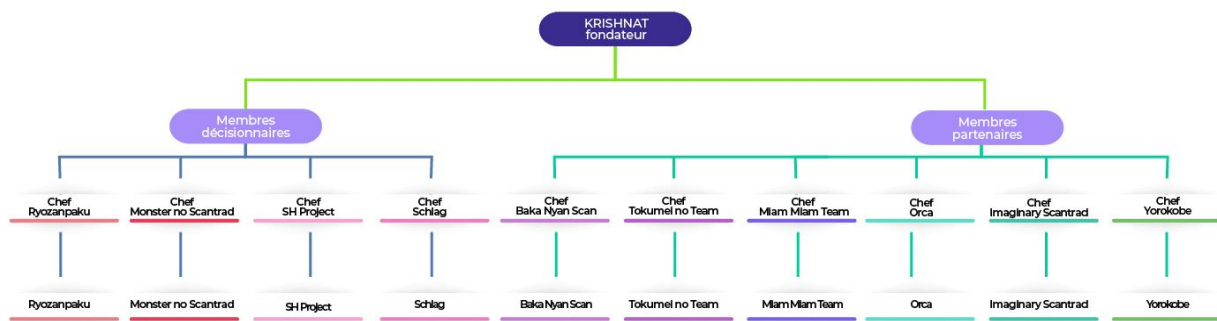 KRISHNAT
fondateur
Membres
décisionnaires
Membres
partenaires
Chef
Ryozanpaku
Chef
Monster no Scantrad
Chef
SH Project
Chef
Schlag
Chef
Baka Nyan Scan
Chef
Tokumei no Team
Chef
Miam Miam Team
Chef
Orca
Chef
Imaginary Scantrad
Chef
Yorokobe
Ryozanpaku
Monster no Scantrad
SH Project
Schlag
Baka Nyan Scan
Tokumei no Team
Miam Miam Team
Orca
Imaginary Scantrad
Yorokobe